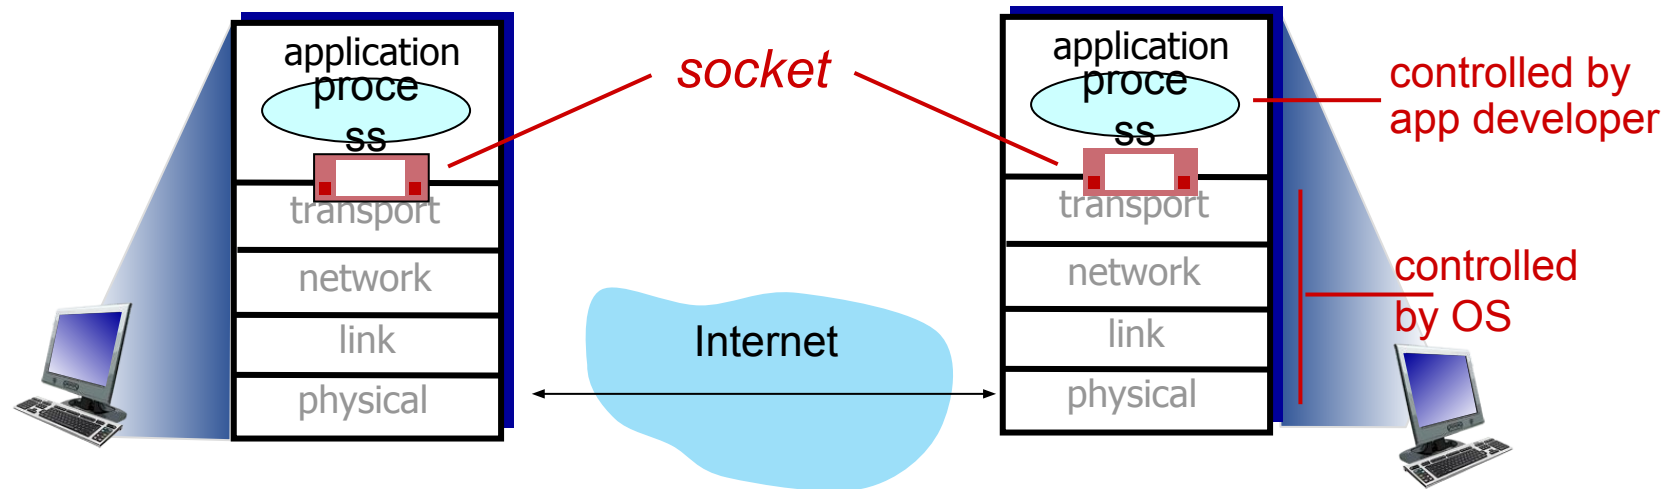 application
proce
ss
transport
network
link
physical
socket
Internet
application
proce
ss
transport
network
link
physical
controlled by
app developer
controlled
by OS